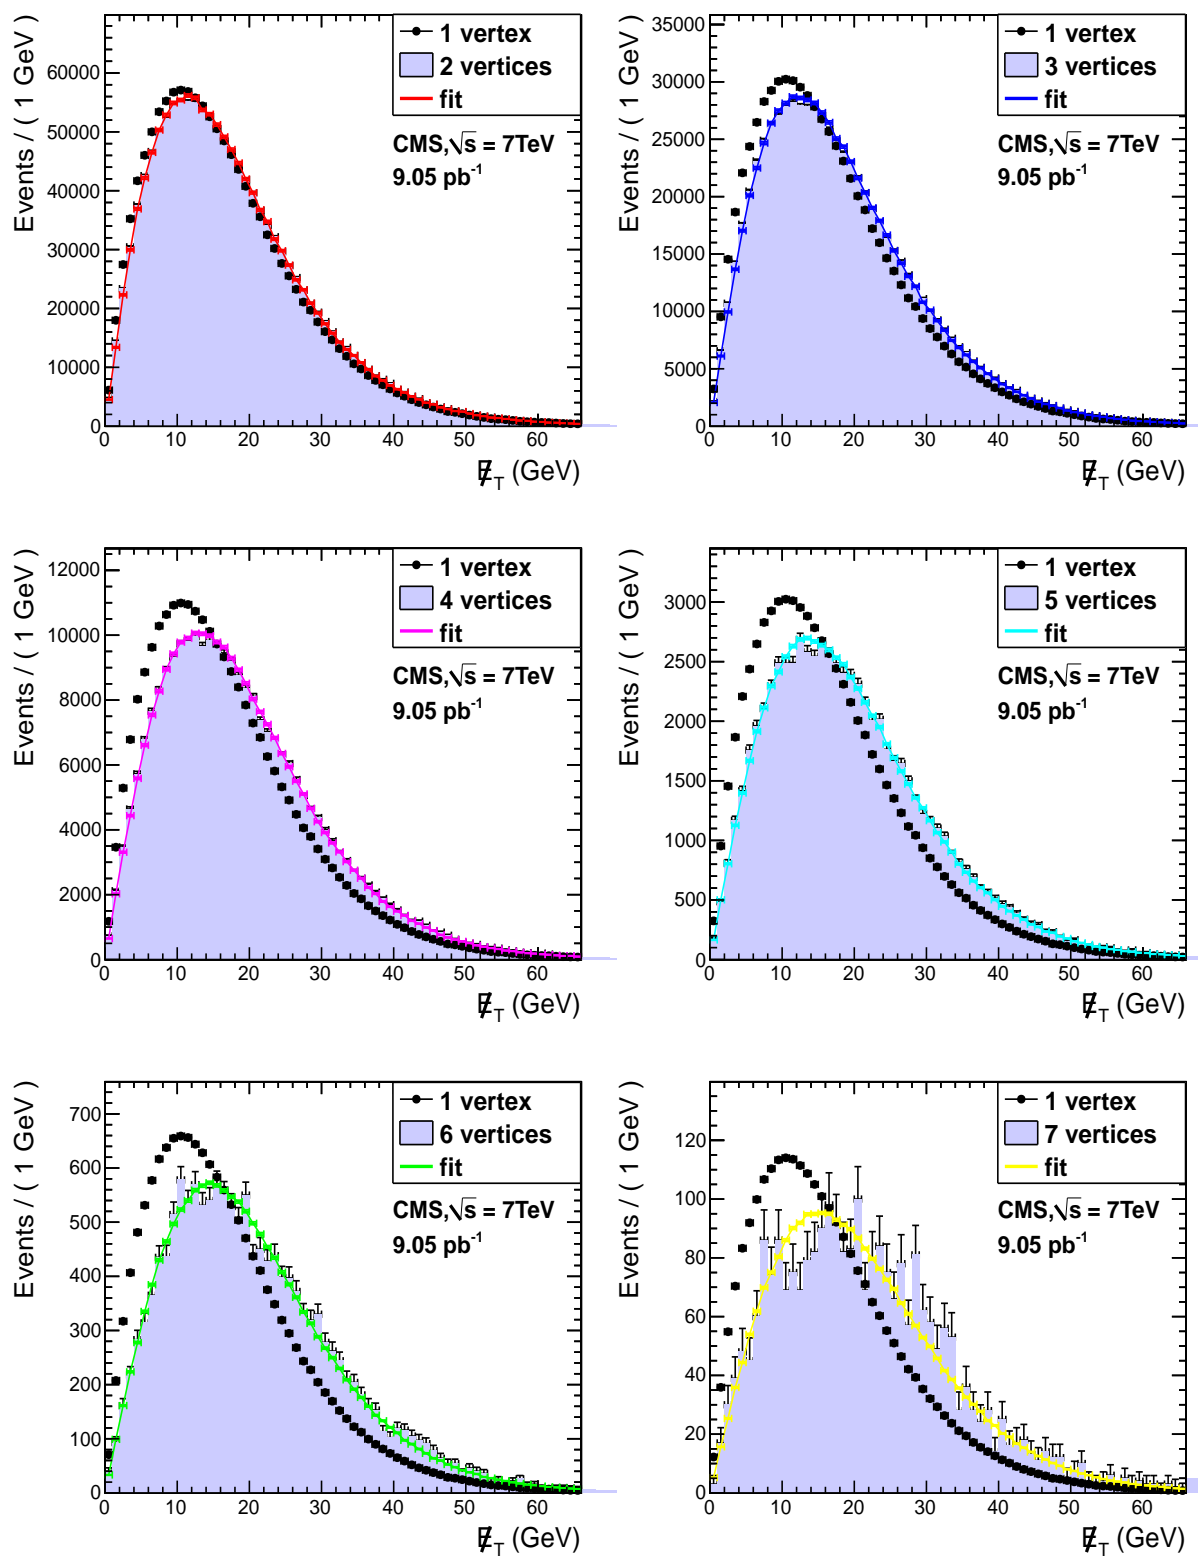 Events / ( 1 GeV )
60000
50000
40000
30000
20000
10000
0
0 10 20 30 40 50 60
E̸_T (GeV)
1 vertex
2 vertices
fit
CMS,√s = 7TeV
9.05 pb⁻¹
Events / ( 1 GeV )
35000
30000
25000
20000
15000
10000
5000
0
0 10 20 30 40 50 60
E̸_T (GeV)
1 vertex
3 vertices
fit
CMS,√s = 7TeV
9.05 pb⁻¹
Events / ( 1 GeV )
12000
10000
8000
6000
4000
2000
0
0 10 20 30 40 50 60
E̸_T (GeV)
1 vertex
4 vertices
fit
CMS,√s = 7TeV
9.05 pb⁻¹
Events / ( 1 GeV )
3000
2500
2000
1500
1000
500
0
0 10 20 30 40 50 60
E̸_T (GeV)
1 vertex
5 vertices
fit
CMS,√s = 7TeV
9.05 pb⁻¹
Events / ( 1 GeV )
700
600
500
400
300
200
100
0
0 10 20 30 40 50 60
E̸_T (GeV)
1 vertex
6 vertices
fit
CMS,√s = 7TeV
9.05 pb⁻¹
Events / ( 1 GeV )
120
100
80
60
40
20
0
0 10 20 30 40 50 60
E̸_T (GeV)
1 vertex
7 vertices
fit
CMS,√s = 7TeV
9.05 pb⁻¹